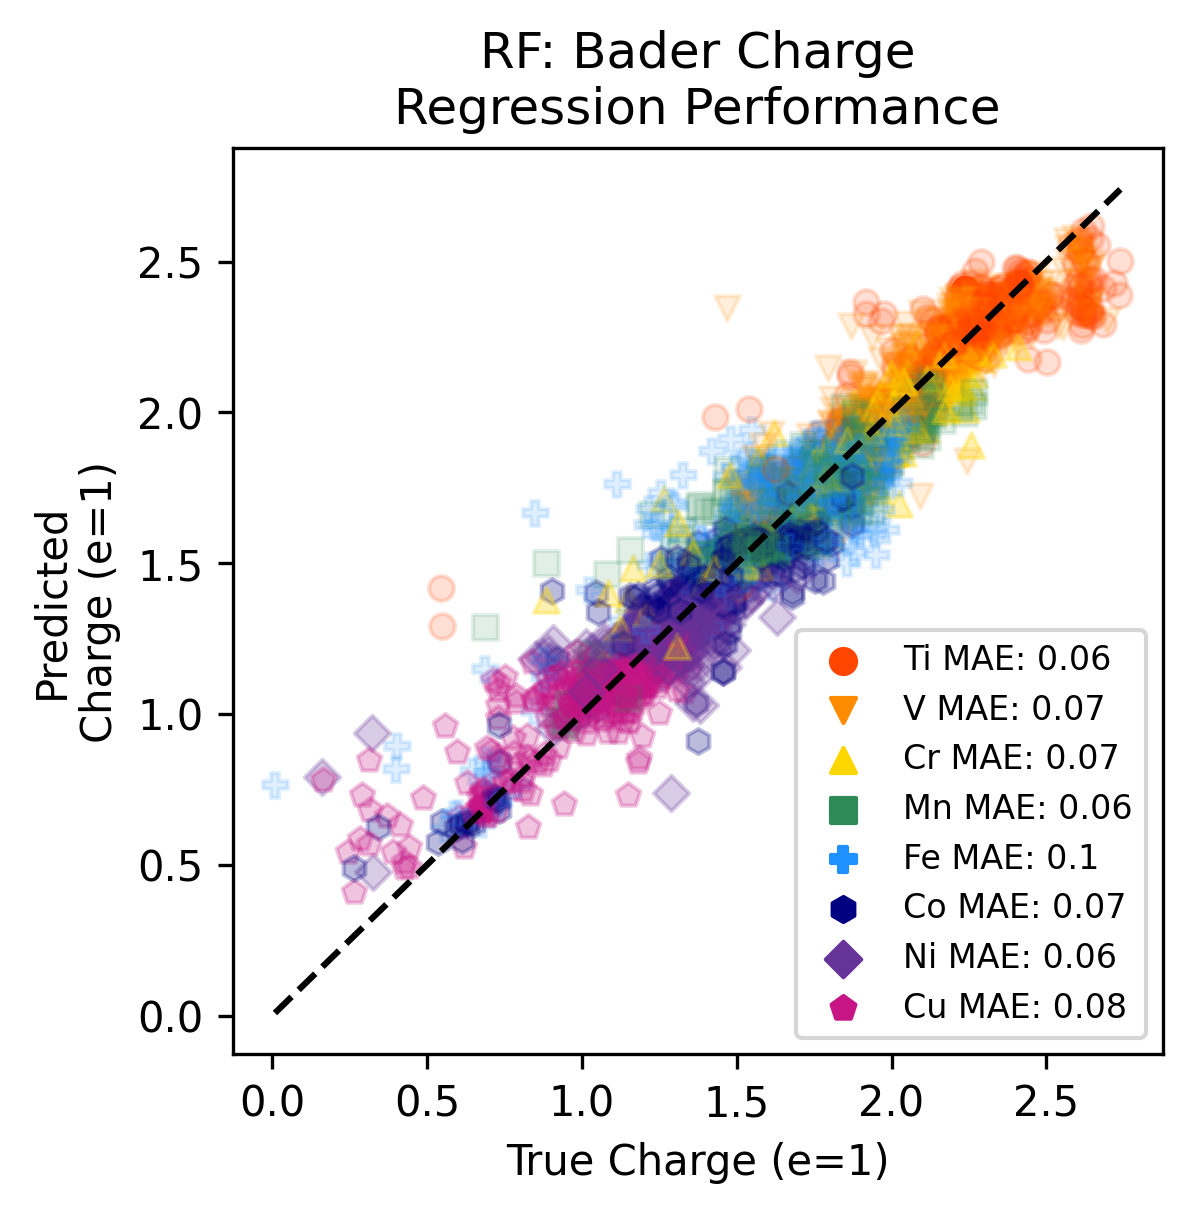 RF: Bader Charge
Regression Performance
Predicted
Charge (e=1)
2.5
2.0
1.5
1.0
0.5
0.0
0.0 0.5 1.0 1.5 2.0 2.5
True Charge (e=1)
Ti MAE: 0.06
V MAE: 0.07
Cr MAE: 0.07
Mn MAE: 0.06
Fe MAE: 0.1
Co MAE: 0.07
Ni MAE: 0.06
Cu MAE: 0.08